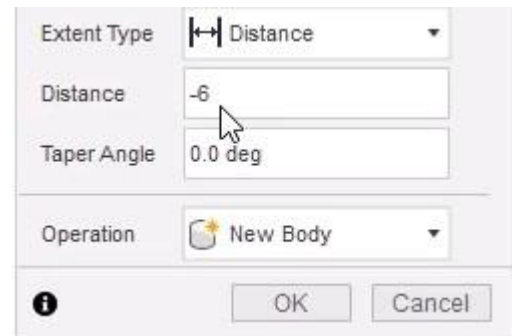 Extent Type Distance
Distance -6
Taper Angle 0.0 deg
Operation New Body
OK Cancel